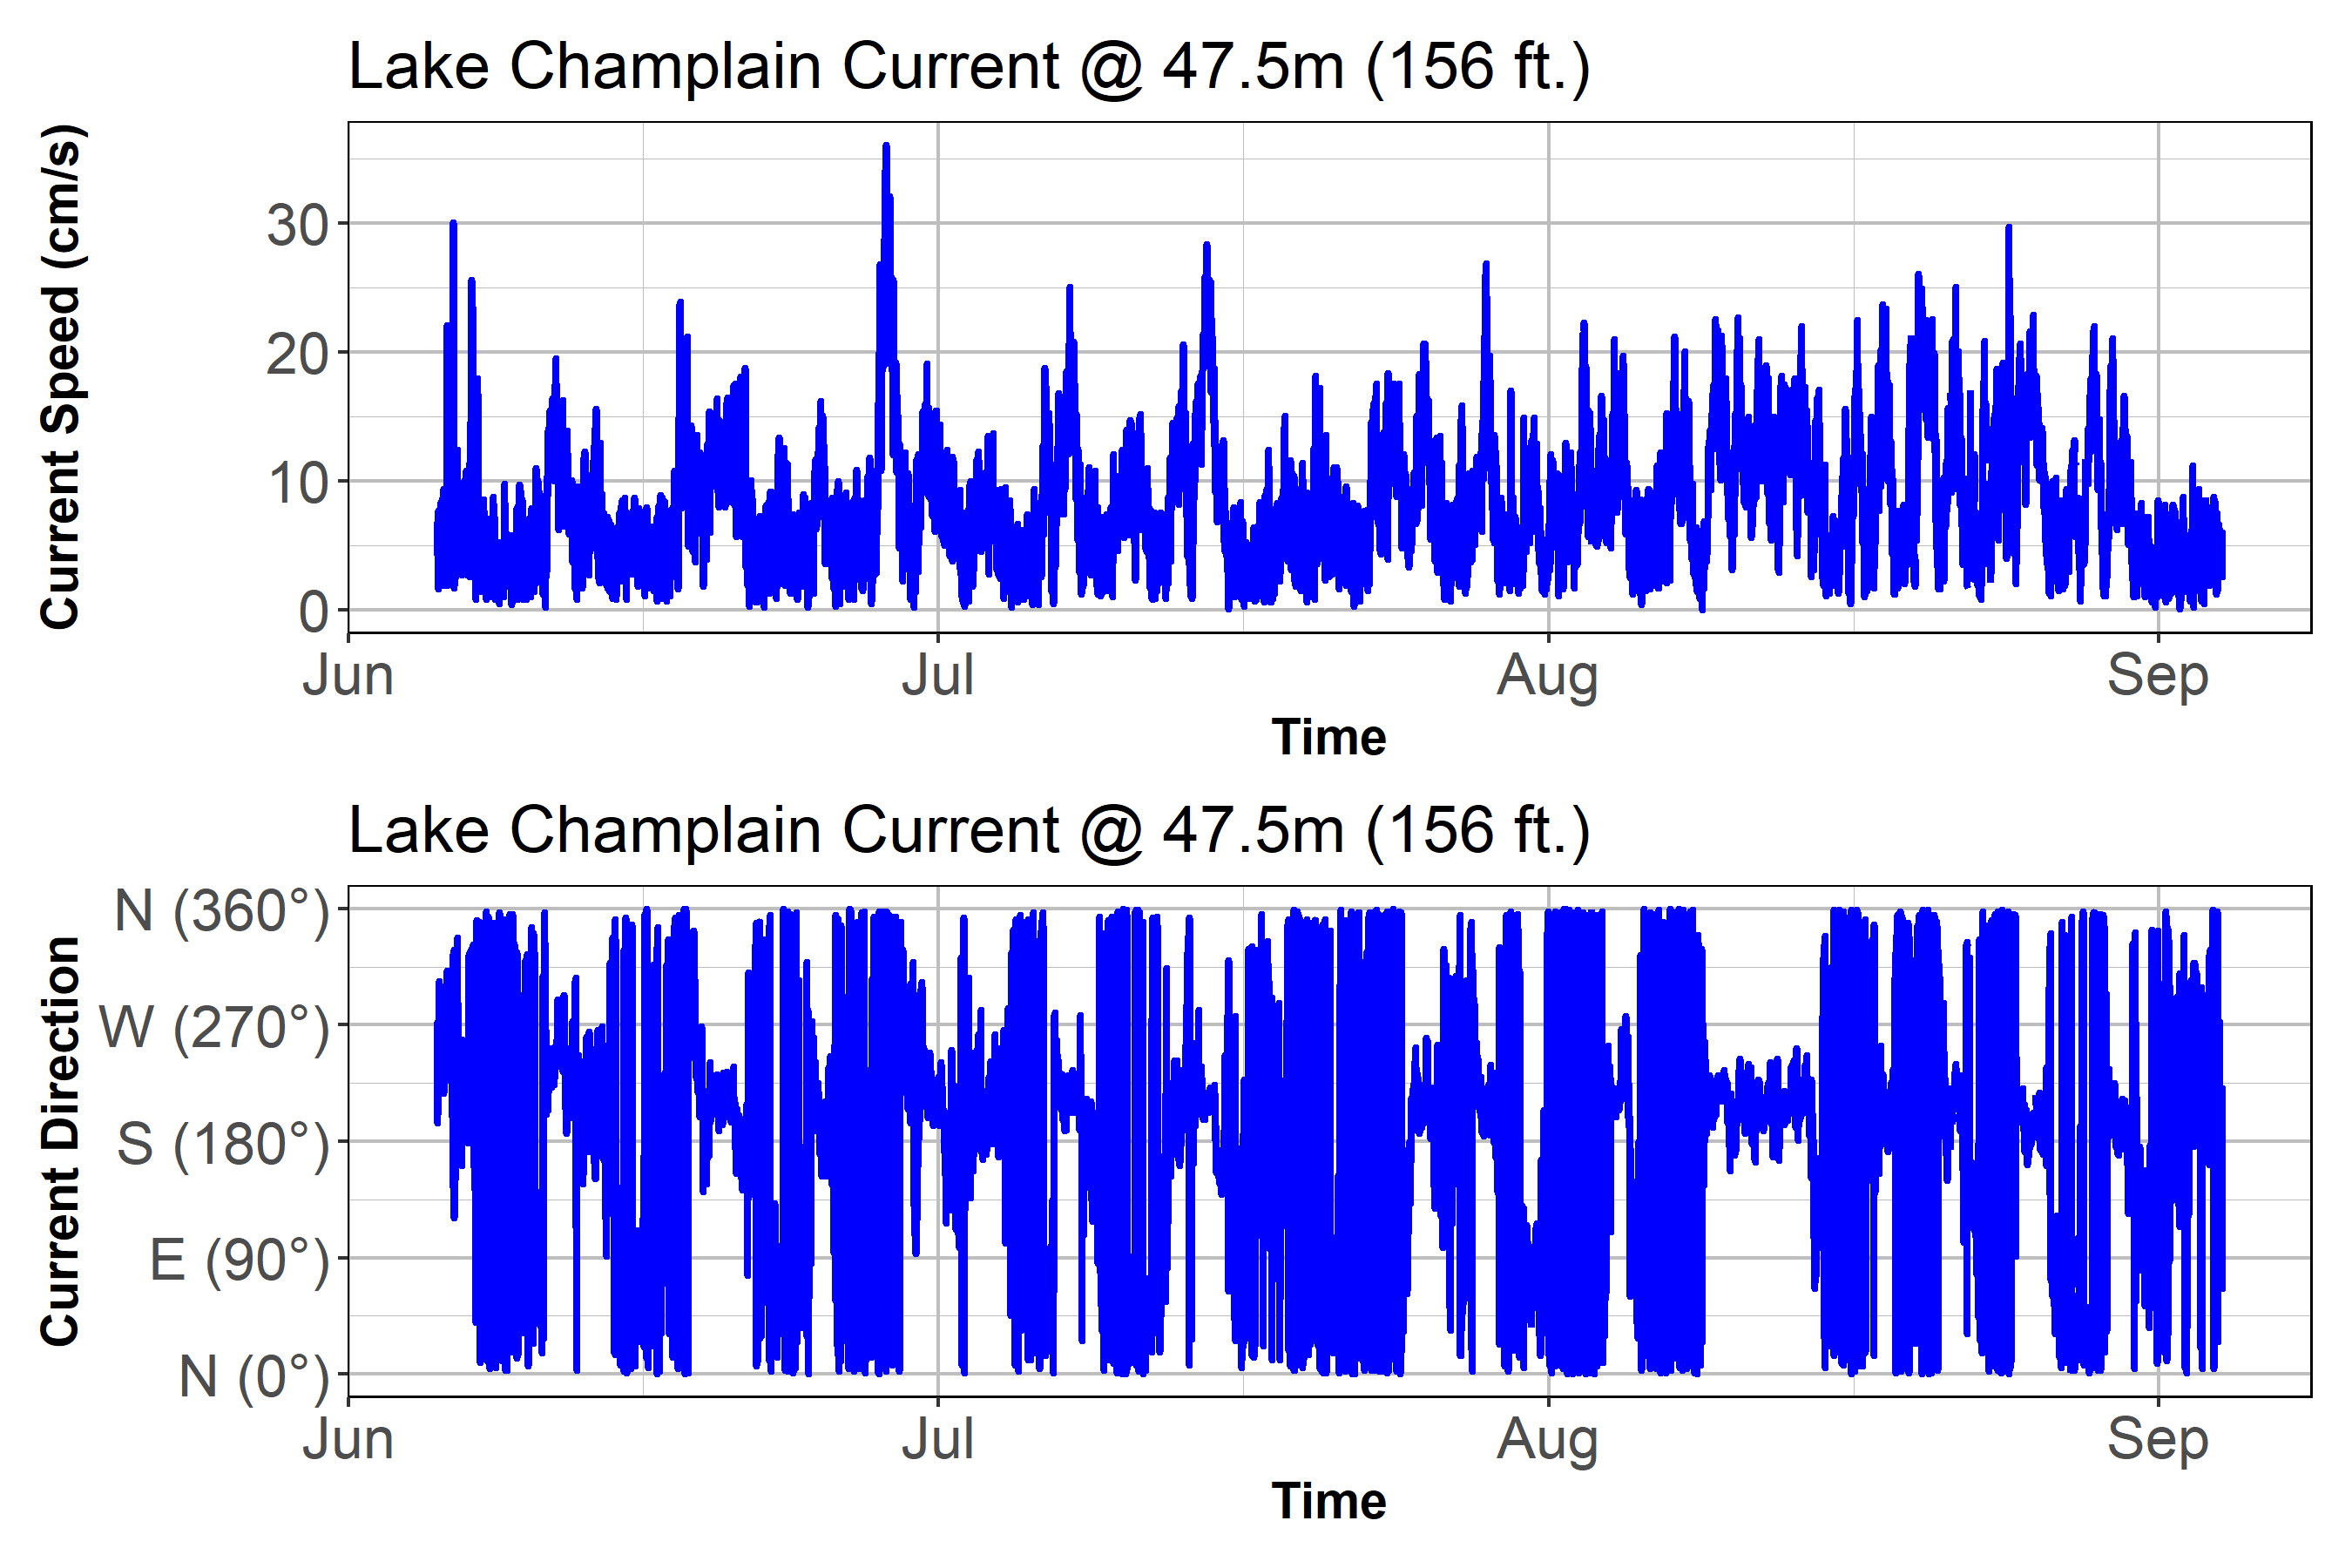 Lake Champlain Current @ 47.5m (156 ft.)
Current Speed (cm/s)
30
20
10
0
Jun Jul Aug Sep
Time
Lake Champlain Current @ 47.5m (156 ft.)
Current Direction
N (360°)
W (270°)
S (180°)
E (90°)
N (0°)
Jun Jul Aug Sep
Time